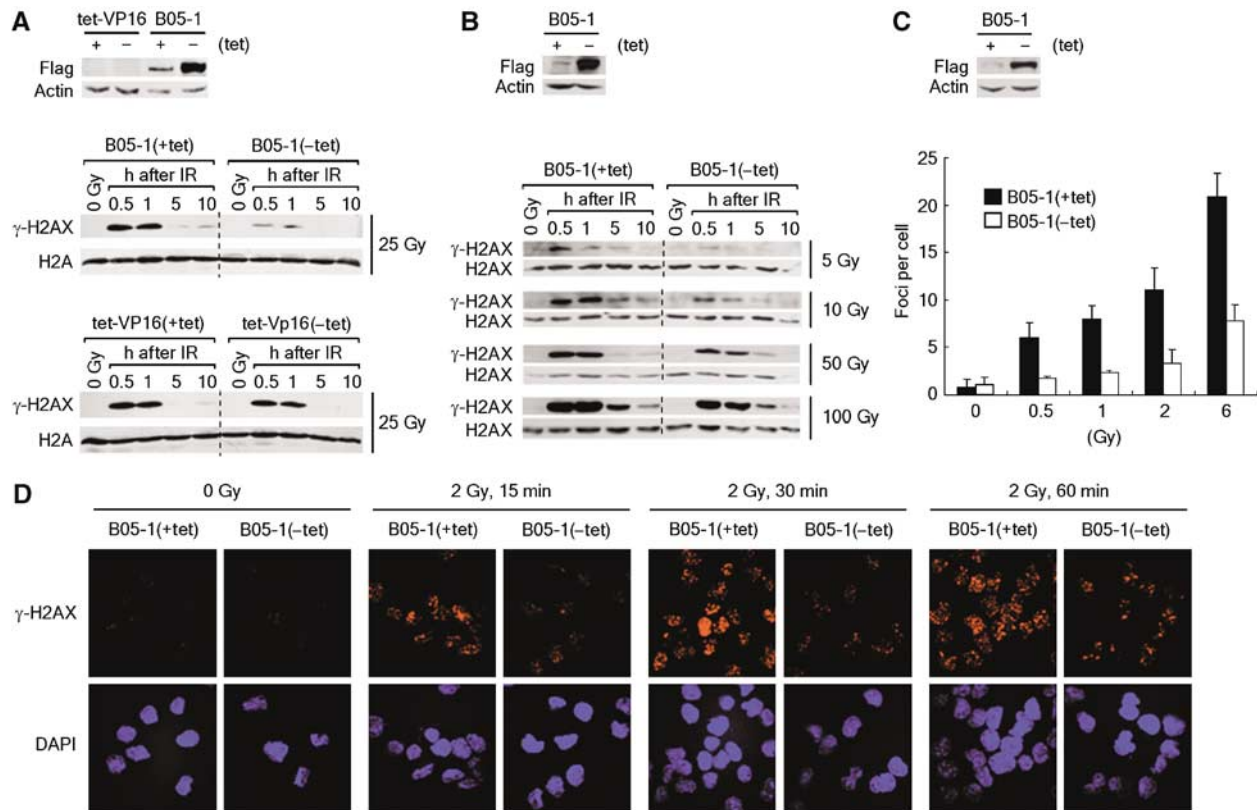 A
tet-VP16 B05-1
+ – + – (tet)
Flag
Actin
B05-1(+tet) B05-1(–tet)
0 Gy h after IR 0 Gy h after IR
0.5 1 5 10 0.5 1 5 10
γ-H2AX
H2A
25 Gy
tet-VP16(+tet) tet-Vp16(–tet)
0 Gy h after IR 0 Gy h after IR
0.5 1 5 10 0.5 1 5 10
γ-H2AX
H2A
25 Gy
B
B05-1
+ – (tet)
Flag
Actin
B05-1(+tet) B05-1(–tet)
0 Gy h after IR 0 Gy h after IR
0.5 1 5 10 0.5 1 5 10
γ-H2AX
H2AX
5 Gy
γ-H2AX
H2AX
10 Gy
γ-H2AX
H2AX
50 Gy
γ-H2AX
H2AX
100 Gy
C
B05-1
+ – (tet)
Flag
Actin
25
20
15
10
5
0
Foci per cell
B05-1(+tet)
B05-1(–tet)
0 0.5 1 2 6
(Gy)
D
0 Gy 2 Gy, 15 min 2 Gy, 30 min 2 Gy, 60 min
B05-1(+tet) B05-1(–tet) B05-1(+tet) B05-1(–tet) B05-1(+tet) B05-1(–tet) B05-1(+tet) B05-1(–tet)
γ-H2AX
DAPI